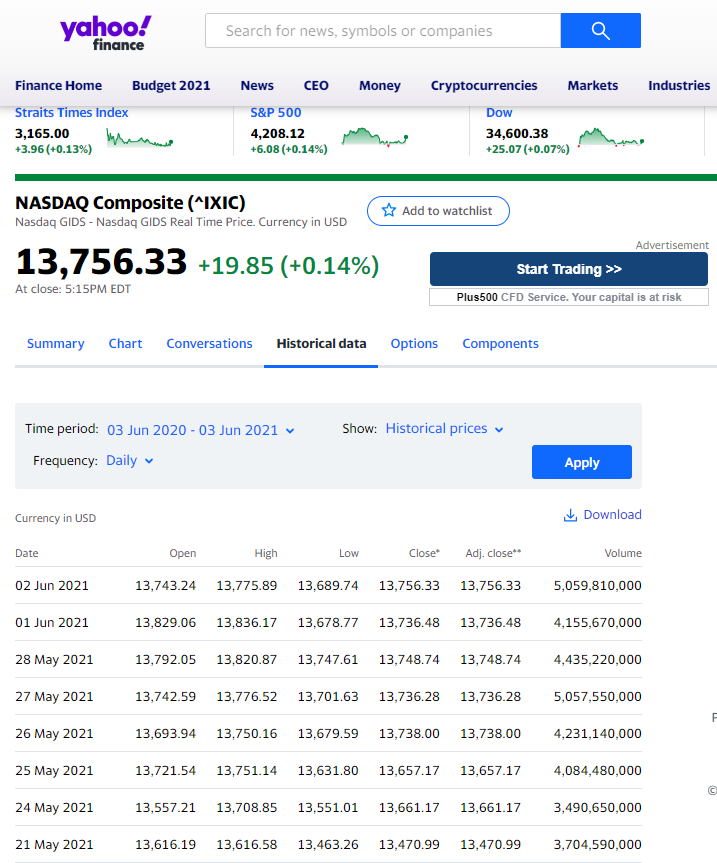 yahoo!
finance
Search for news, symbols or companies
Finance Home Budget 2021 News CEO Money Cryptocurrencies Markets Industries
Straits Times Index S&P 500 Dow
3,165.00 4,208.12 34,600.38
+3.96 (+0.13%) +6.08 (+0.14%) +25.07 (+0.07%)
NASDAQ Composite (^IXIC)
Add to watchlist
Nasdaq GIDS - Nasdaq GIDS Real Time Price. Currency in USD
Advertisement
13,756.33 +19.85 (+0.14%)
Start Trading >>
At close: 5:15PM EDT
Plus500 CFD Service. Your capital is at risk
Summary Chart Conversations Historical data Options Components
Time period: 03 Jun 2020 - 03 Jun 2021 Show: Historical prices
Frequency: Daily Apply
Currency in USD Download
Date Open High Low Close* Adj. close** Volume
02 Jun 2021 13,743.24 13,775.89 13,689.74 13,756.33 13,756.33 5,059,810,000
01 Jun 2021 13,829.06 13,836.17 13,678.77 13,736.48 13,736.48 4,155,670,000
28 May 2021 13,792.05 13,820.87 13,747.61 13,748.74 13,748.74 4,435,220,000
27 May 2021 13,742.59 13,776.52 13,701.63 13,736.28 13,736.28 5,057,550,000
26 May 2021 13,693.94 13,750.16 13,679.59 13,738.00 13,738.00 4,231,140,000
25 May 2021 13,721.54 13,751.14 13,631.80 13,657.17 13,657.17 4,084,480,000
24 May 2021 13,557.21 13,708.85 13,551.01 13,661.17 13,661.17 3,490,650,000
21 May 2021 13,616.19 13,616.58 13,463.26 13,470.99 13,470.99 3,704,590,000